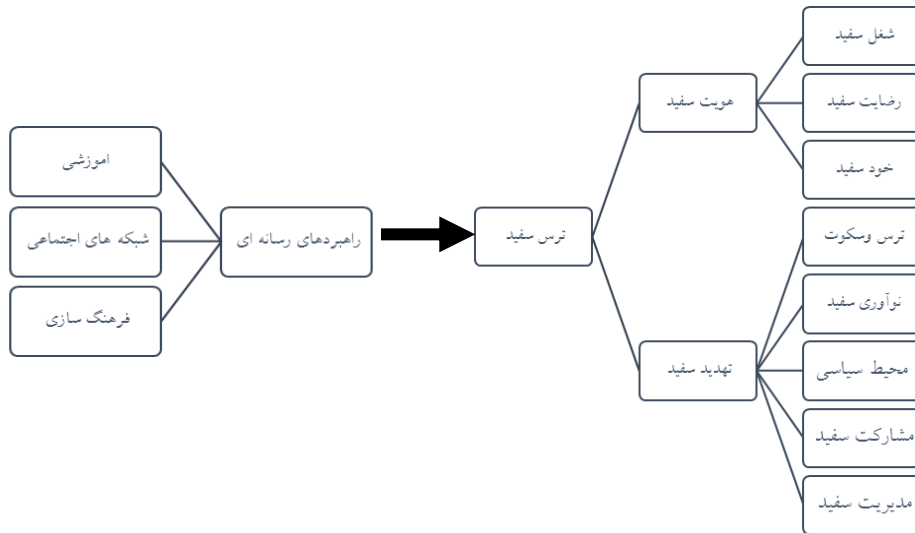 شغل سفید
رضایت سفید
خود سفید
هویت سفید
ترس وسکوت
نوآوری سفید
محیط سیاسی
مشارکت سفید
مدیریت سفید
تهدید سفید
ترس سفید
راهبردهای رسانه ای
اموزشی
شبکه های اجتماعی
فرهنگ سازی